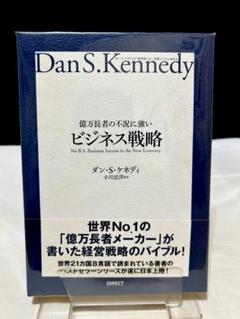 Dan S. Kennedy
億万長者の不況に強い
ビジネス戦略
No B.S. Business Success in the New Economy
ダン・S・ケネディ
小川忠洋
世界No.1の
「億万長者メーカー」が
書いた経営戦略のバイブル!
世界21カ国8言語で読まれている著者の
ベストセラーシリーズが遂に日本上陸!
DIRECT